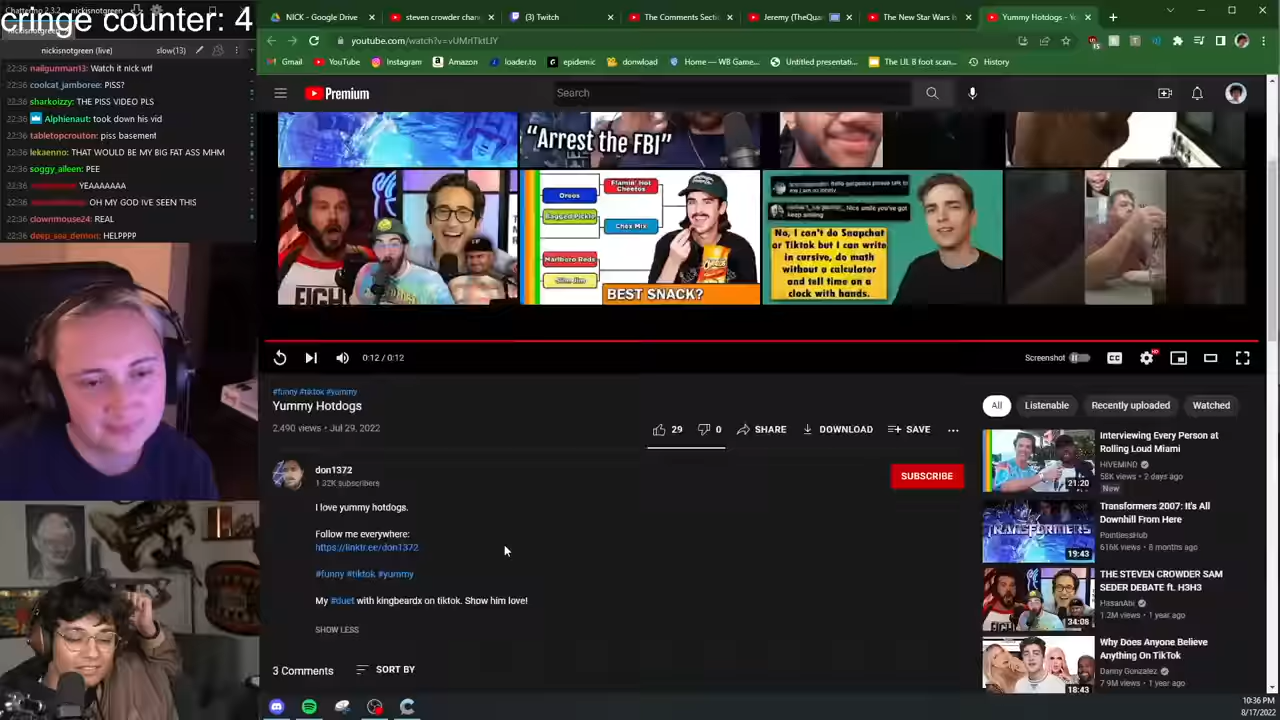 cringe counter: 4
nickisnotgreen (live)
slow(13)
22:36 nailgunman13: Watch it nick wtf
22:36 coolcat_jamboree: PISS?
22:36 sharkoizzy: THE PISS VIDEO PLS
22:36 Alphienaut: took down his vid
22:36 tabletopcrouton: piss basement
22:36 lekaenno: THAT WOULD BE MY BIG FAT ASS MHM
22:36 soggy_aileen: PEE
22:36 YEAAAAAAA
22:36 OH MY GOD IVE SEEN THIS
22:36 clownmouse24: REAL
22:36 deep_sea_demon: HELPPPP
NICK - Google Drive
steven crowder chan
(3) Twitch
The Comments Secti
Jeremy (TheQuar
The New Star Wars Is
Yummy Hotdogs - Yo
youtube.com/watch?v=vUMrITktLIY
Gmail
YouTube
Instagram
Amazon
loader.to
epidemic
donwload
Home — WB Game...
Untitled presentati...
The LIL B foot scan...
History
Premium
Search
"Arrest the FBI"
Oreos
Flamin' Hot Cheetos
Bagged Pickle
Chex Mix
Marlboro Reds
Slim Jim
BEST SNACK?
FIGH
No, I can't do Snapchat
or Tiktok but I can write
in cursive, do math
without a calculator
and tell time on a
clock with hands.
0:12 / 0:12
Screenshot
CC
HD
#funny #tiktok #yummy
Yummy Hotdogs
2,490 views • Jul 29, 2022
29
0
SHARE
DOWNLOAD
SAVE
don1372
1.32K subscribers
SUBSCRIBE
I love yummy hotdogs.
Follow me everywhere:
https://linktr.ee/don1372
#funny #tiktok #yummy
My #duet with kingbeardx on tiktok. Show him love!
SHOW LESS
3 Comments
SORT BY
All
Listenable
Recently uploaded
Watched
Interviewing Every Person at
Rolling Loud Miami
HIVEMIND
58K views • 2 days ago
New
21:20
Transformers 2007: It's All
Downhill From Here
PointlessHub
616K views • 8 months ago
TRANSFORMERS
19:43
THE STEVEN CROWDER SAM
SEDER DEBATE ft. H3H3
HasanAbi
1.2M views • 1 year ago
34:08
Why Does Anyone Believe
Anything On TikTok
Danny Gonzalez
7.9M views • 1 year ago
18:43
10:36 PM
8/17/2022